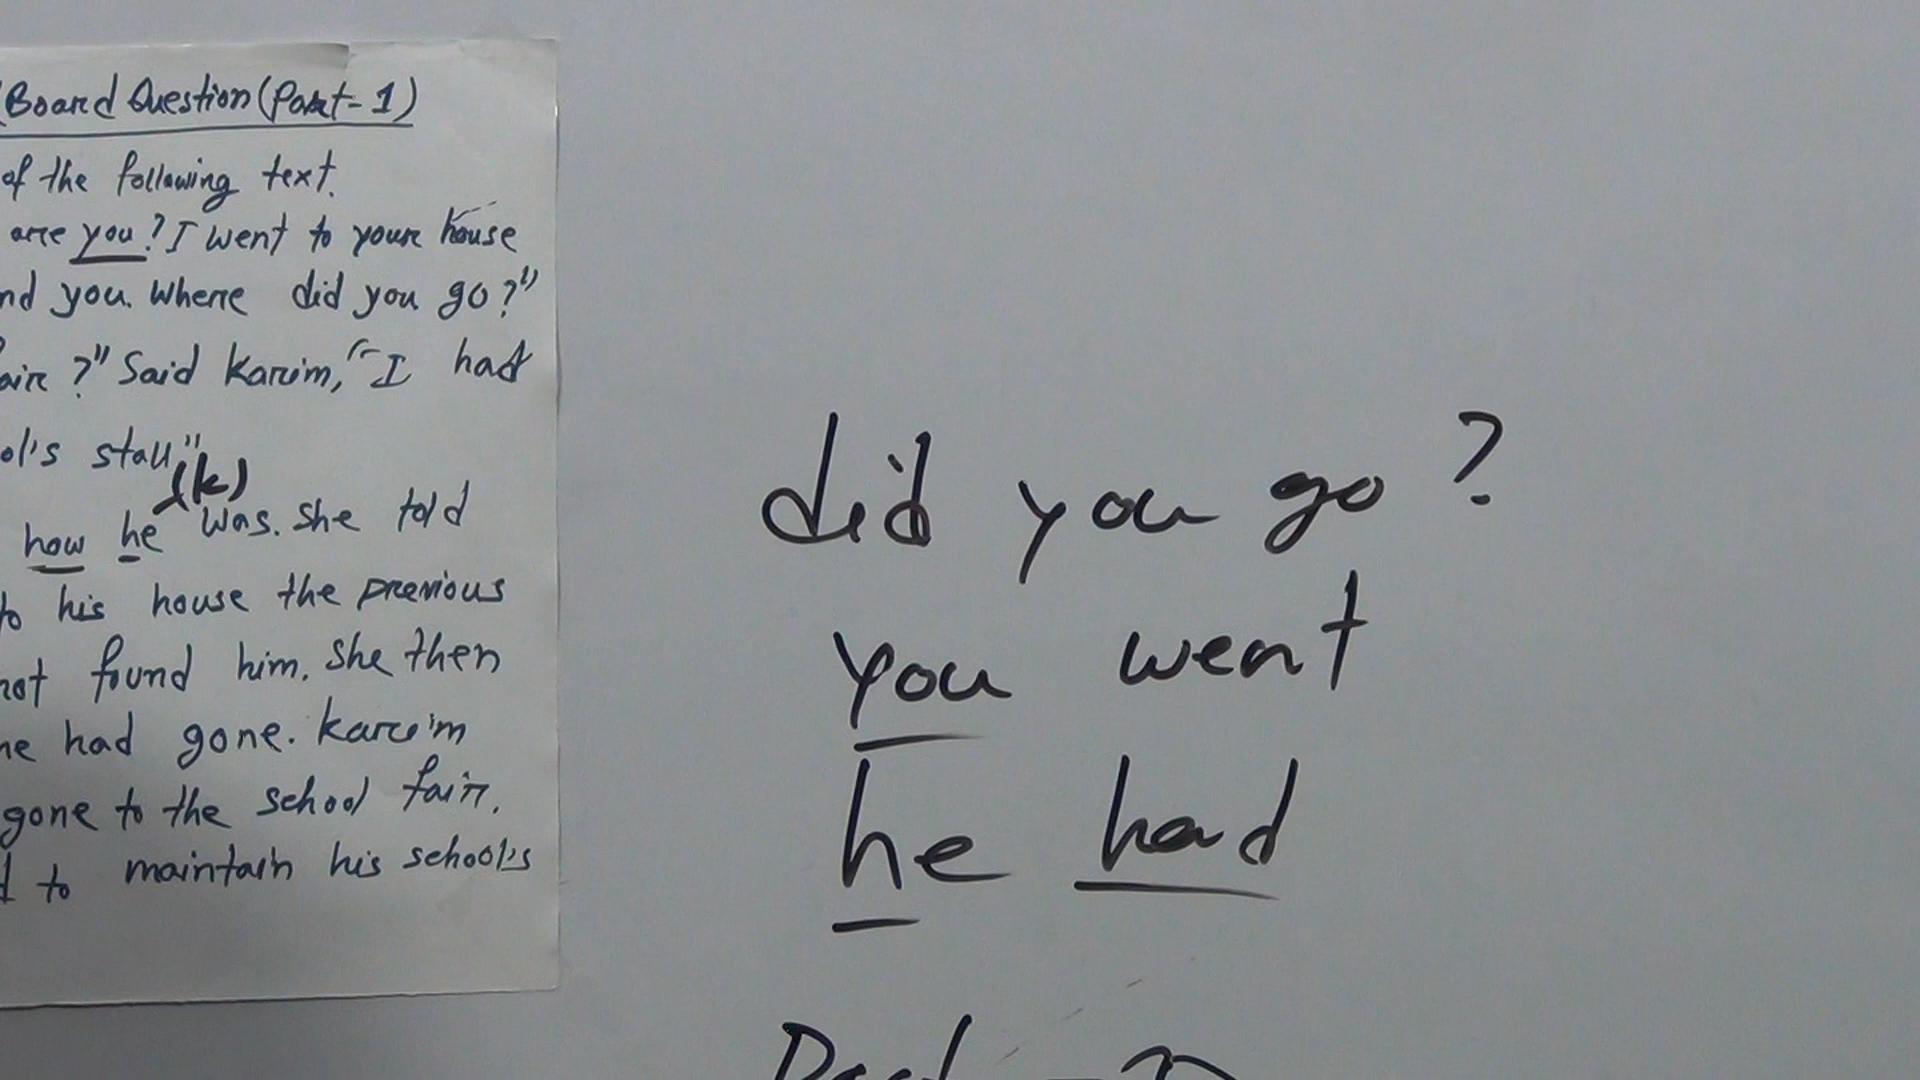 (Board Question (Part-1)
of the following text.
are you? I went to your house
nd you. Where did you go?"
air?" Said Karim, "I had
ol's stall"
(k)
how he was. She told
to his house the previous
not found him. She then
he had gone. Karim
gone to the school fair.
d to maintain his school's
did you go?
you went
he had